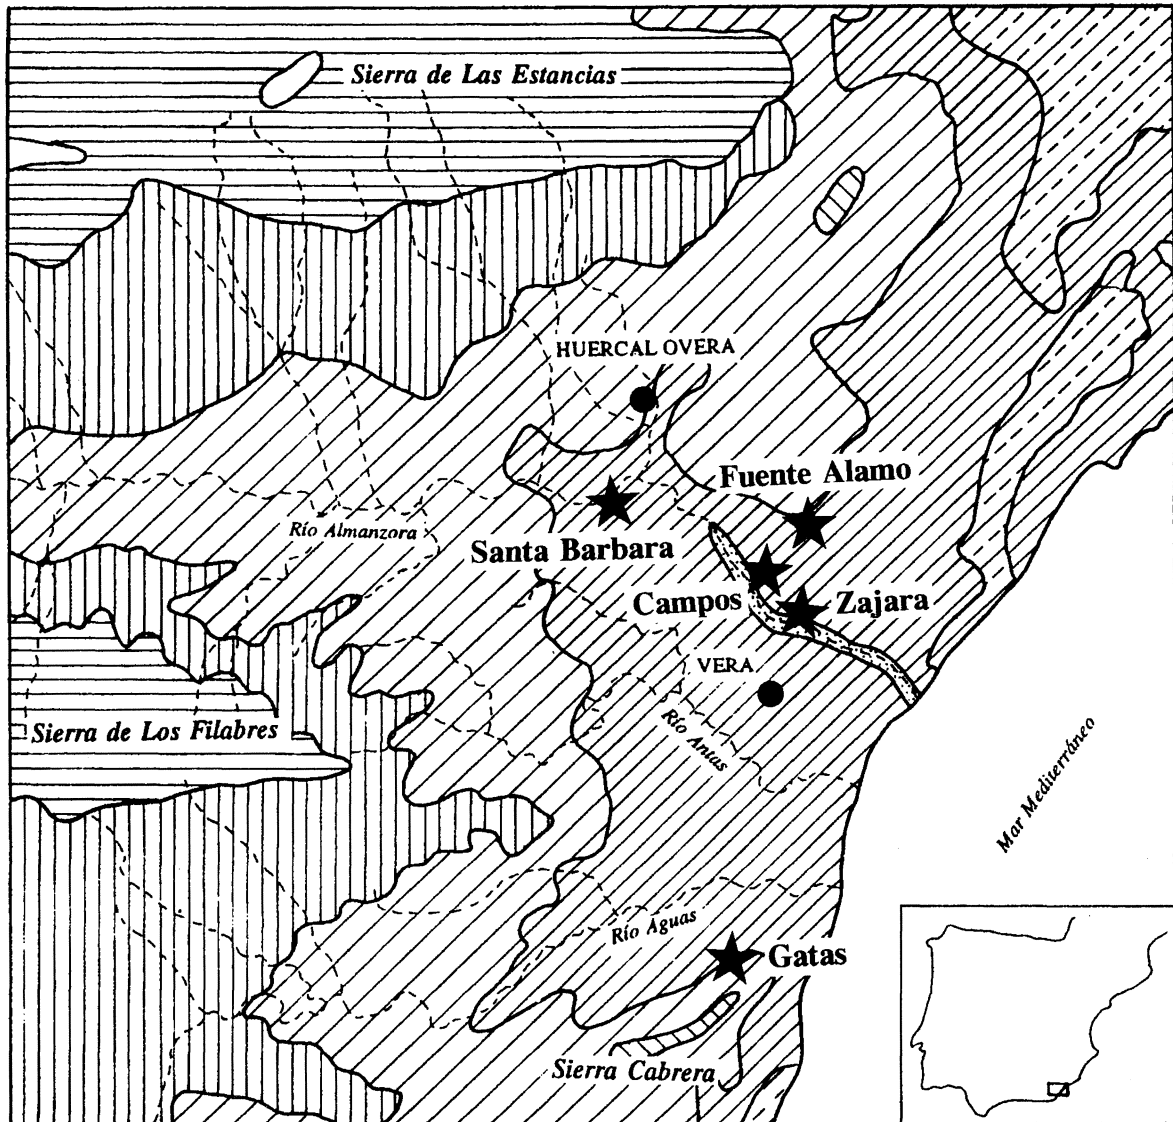 Sierra de Las Estancias
HUERCAL OVERA
Fuente Alamo
Río Almanzora
Santa Barbara
Campos
Zajara
VERA
Sierra de Los Filabres
Río Antas
Mar Mediterráneo
Río Aguas
Gatas
Sierra Cabrera